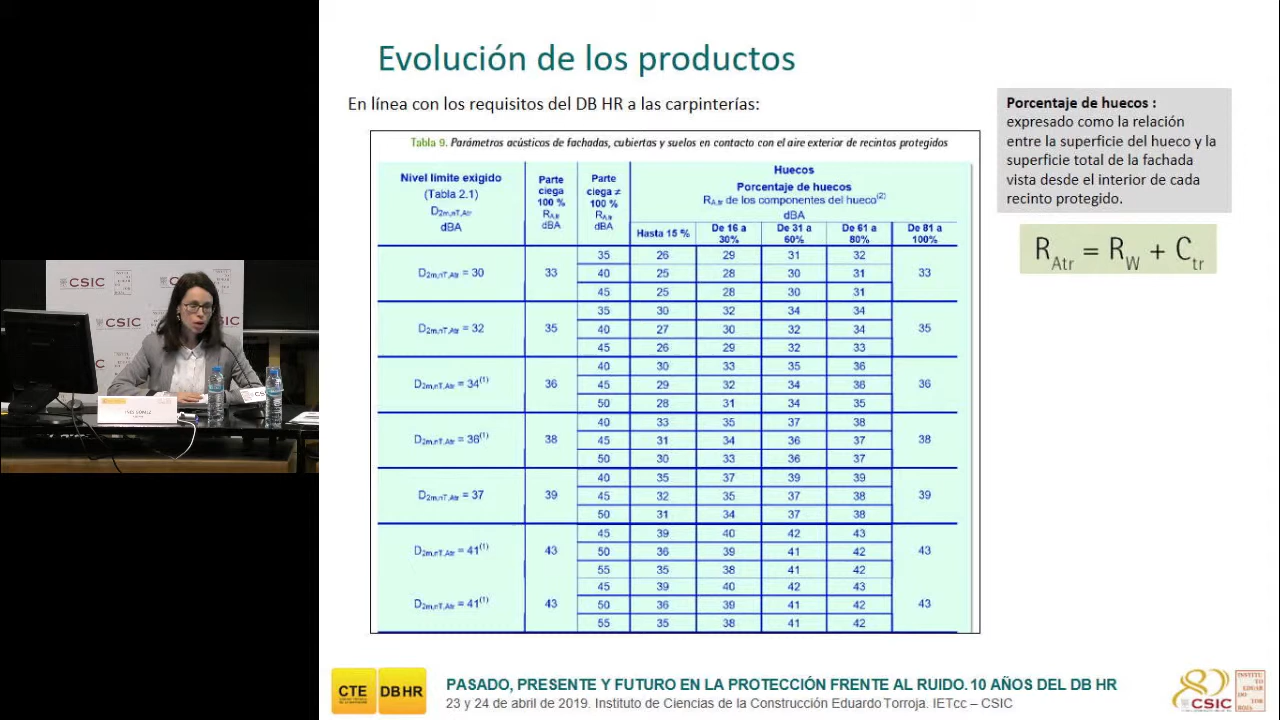 Evolución de los productos
En línea con los requisitos del DB HR a las carpinterías:
Porcentaje de huecos :
expresado como la relación
entre la superficie del hueco y la
superficie total de la fachada
vista desde el interior de cada
recinto protegido.
R_Atr = R_W + C_tr
Tabla 9. Parámetros acústicos de fachadas, cubiertas y suelos en contacto con el aire exterior de recintos protegidos
Nivel límite exigido
(Tabla 2.1)
D2m,nT,Atr
dBA
Parte
ciega
100 %
RA,tr
dBA
Parte
ciega ≠
100 %
RA,tr
dBA
Huecos
Porcentaje de huecos
RA,tr de los componentes del hueco(2)
dBA
Hasta 15 % De 16 a 30% De 31 a 60% De 61 a 80% De 81 a 100%
35 26 29 31 32
D2m,nT,Atr = 30 33 40 25 28 30 31 33
45 25 28 30 31
35 30 32 34 34
D2m,nT,Atr = 32 35 40 27 30 32 34 35
45 26 29 32 33
40 30 33 35 36
D2m,nT,Atr = 34(1) 36 45 29 32 34 36 36
50 28 31 34 35
40 33 35 37 38
D2m,nT,Atr = 36(1) 38 45 31 34 36 37 38
50 30 33 36 37
40 35 37 39 39
D2m,nT,Atr = 37 39 45 32 35 37 38 39
50 31 34 37 38
45 39 40 42 43
D2m,nT,Atr = 41(1) 43 50 36 39 41 42 43
55 35 38 41 42
45 39 40 42 43
D2m,nT,Atr = 41(1) 43 50 36 39 41 42 43
55 35 38 41 42
CSIC
CSIC
CSIC
CTE
DB HR
PASADO, PRESENTE Y FUTURO EN LA PROTECCIÓN FRENTE AL RUIDO. 10 AÑOS DEL DB HR
23 y 24 de abril de 2019. Instituto de Ciencias de la Construcción Eduardo Torroja. IETcc – CSIC
80
CSIC
INSTITU
TO EDUAR
DO TOR
ROJA